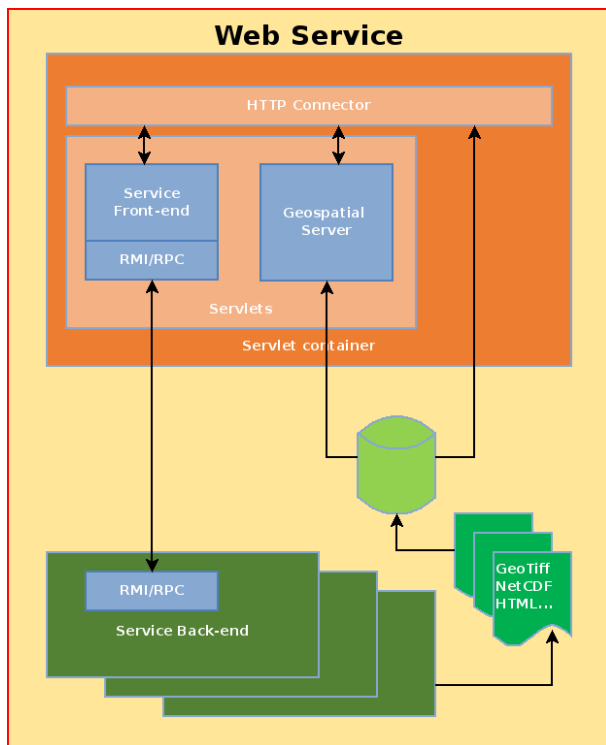 Web Service
HTTP Connector
Service
Front-end
RMI/RPC
Geospatial
Server
Servlets
Servlet container
RMI/RPC
Service Back-end
GeoTiff
NetCDF
HTML...